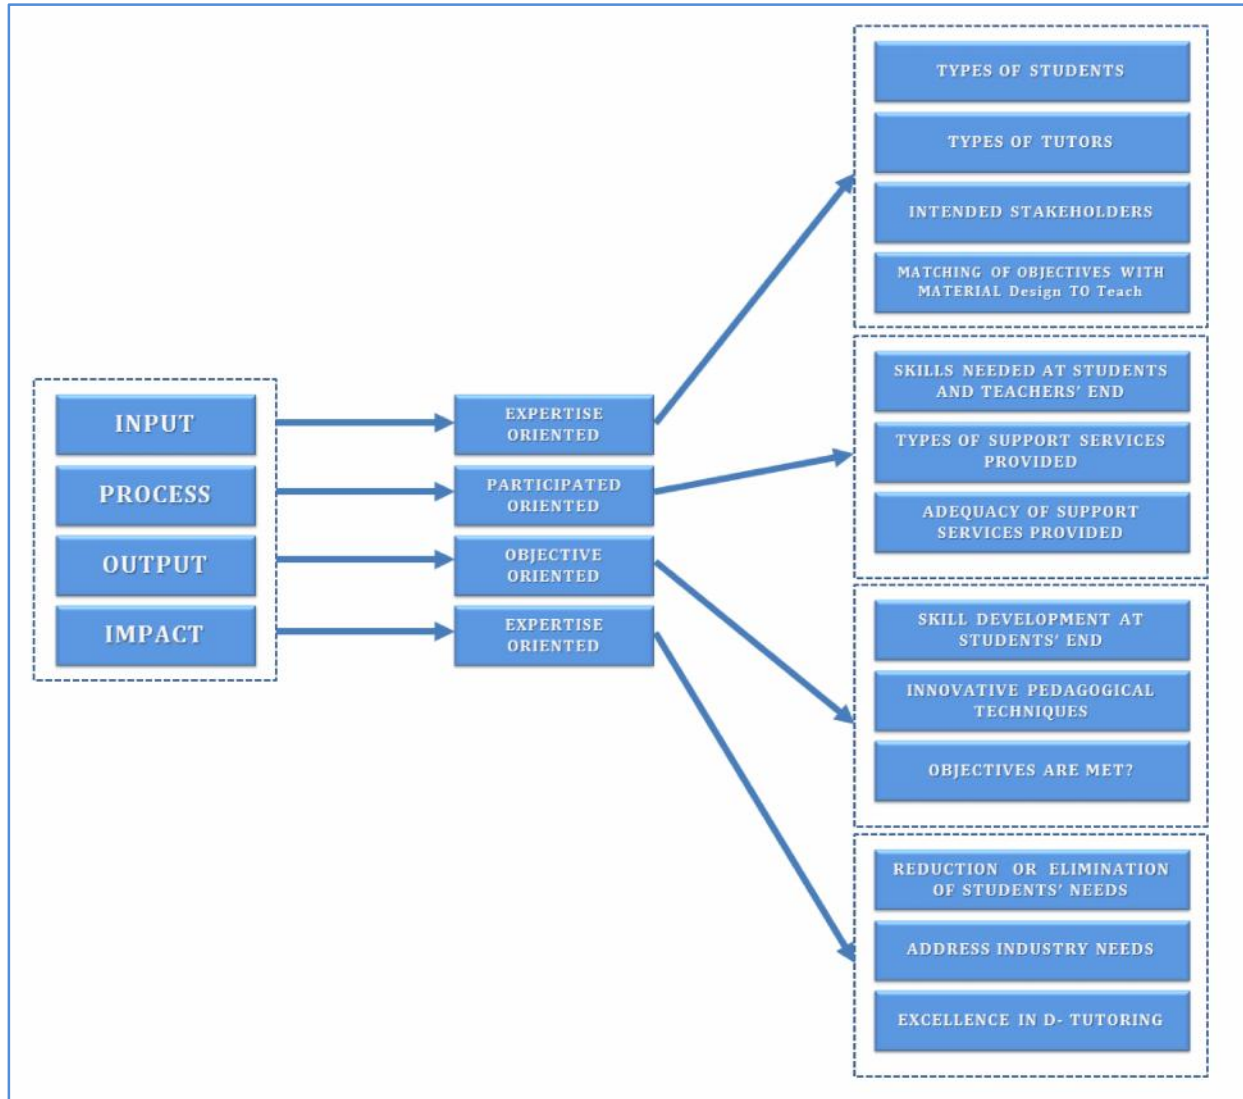 INPUT
PROCESS
OUTPUT
IMPACT
EXPERTISE
ORIENTED
PARTICIPATED
ORIENTED
OBJECTIVE
ORIENTED
EXPERTISE
ORIENTED
TYPES OF STUDENTS
TYPES OF TUTORS
INTENDED STAKEHOLDERS
MATCHING OF OBJECTIVES WITH
MATERIAL Design TO Teach
SKILLS NEEDED AT STUDENTS
AND TEACHERS' END
TYPES OF SUPPORT SERVICES
PROVIDED
ADEQUACY OF SUPPORT
SERVICES PROVIDED
SKILL DEVELOPMENT AT
STUDENTS' END
INNOVATIVE PEDAGOGICAL
TECHNIQUES
OBJECTIVES ARE MET?
REDUCTION OR ELIMINATION
OF STUDENTS' NEEDS
ADDRESS INDUSTRY NEEDS
EXCELLENCE IN D- TUTORING